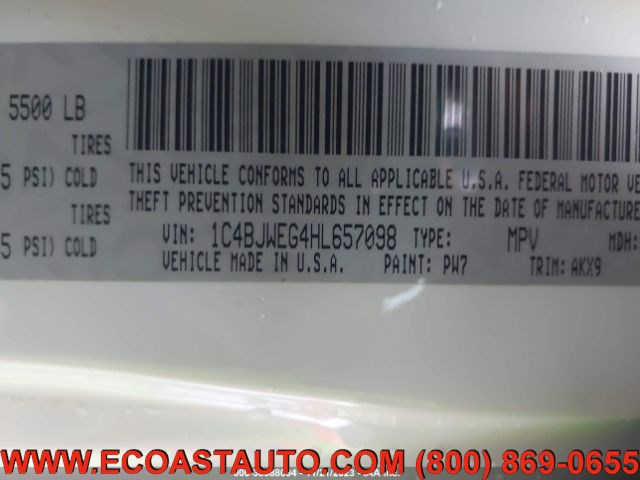 5500 LB
TIRES
5 PSI) COLD
TIRES
5 PSI) COLD
THIS VEHICLE CONFORMS TO ALL APPLICABLE U.S.A. FEDERAL MOTOR VE
THEFT PREVENTION STANDARDS IN EFFECT ON THE DATE OF MANUFACTURE
VIN: 1C4BJWEG4HL657098 TYPE: MPV MDH:
VEHICLE MADE IN U.S.A. PAINT: PW7 TRIM: AKX9
WWW.ECOASTAUTO.COM (800) 869-0655